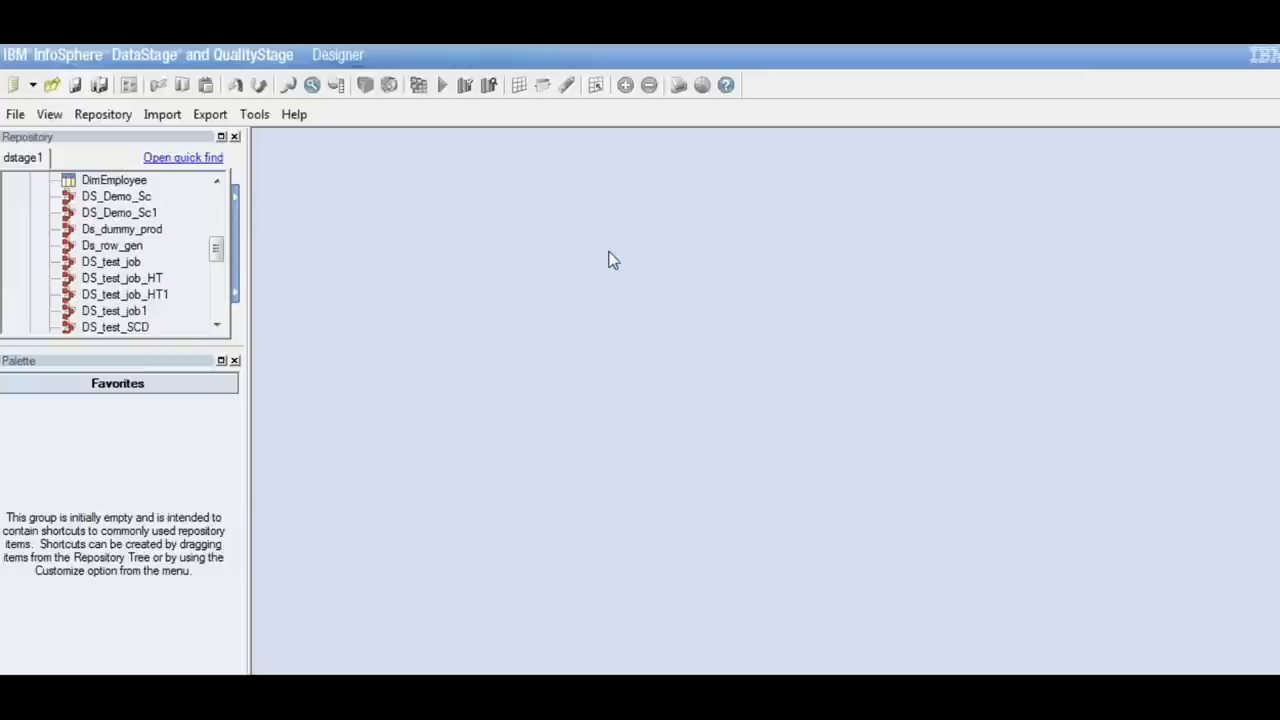 IBM InfoSphere DataStage and QualityStage Designer
IBM
File View Repository Import Export Tools Help
Repository
dstage1 Open quick find
DimEmployee
DS_Demo_Sc
DS_Demo_Sc1
Ds_dummy_prod
Ds_row_gen
DS_test_job
DS_test_job_HT
DS_test_job_HT1
DS_test_job1
DS_test_SCD
Palette
Favorites
This group is initially empty and is intended to
contain shortcuts to commonly used repository
items. Shortcuts can be created by dragging
items from the Repository Tree or by using the
Customize option from the menu.